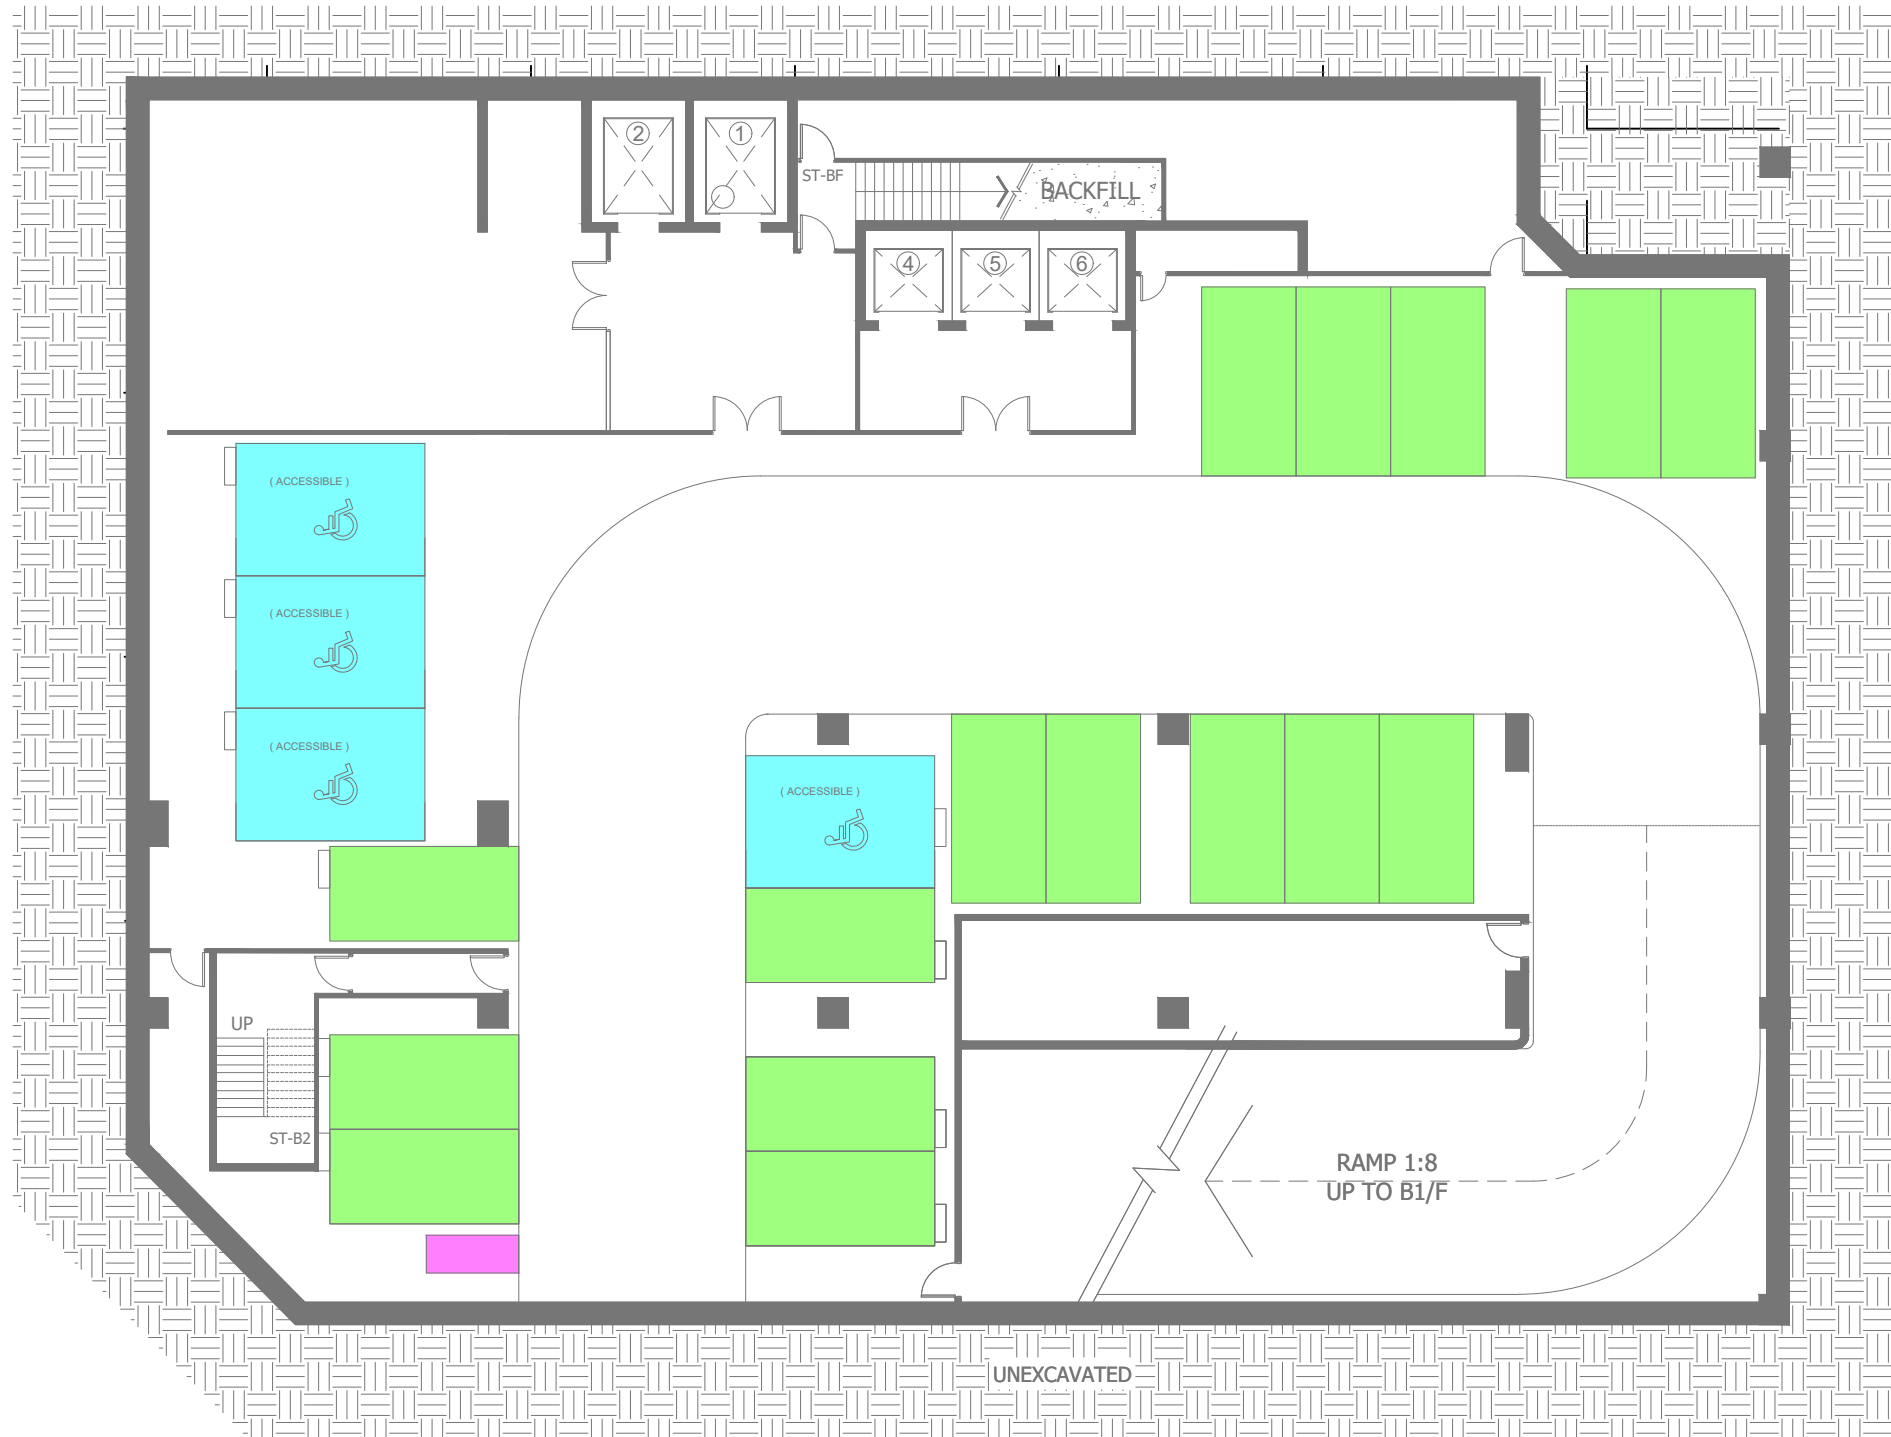 2
1
ST-BF
BACKFILL
4
5
6
( ACCESSIBLE )
( ACCESSIBLE )
( ACCESSIBLE )
( ACCESSIBLE )
UP
ST-B2
RAMP 1:8
UP TO B1/F
UNEXCAVATED